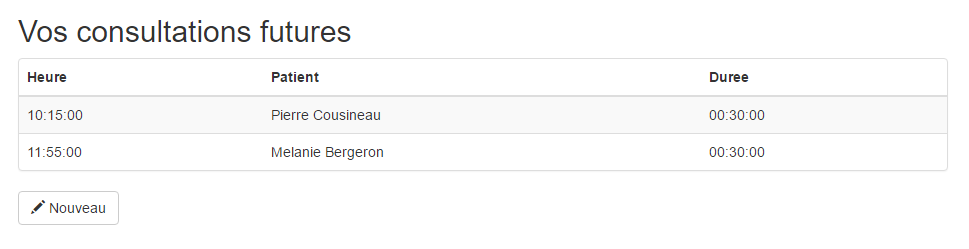 Vos consultations futures
Heure Patient Duree
10:15:00 Pierre Cousineau 00:30:00
11:55:00 Melanie Bergeron 00:30:00
Nouveau